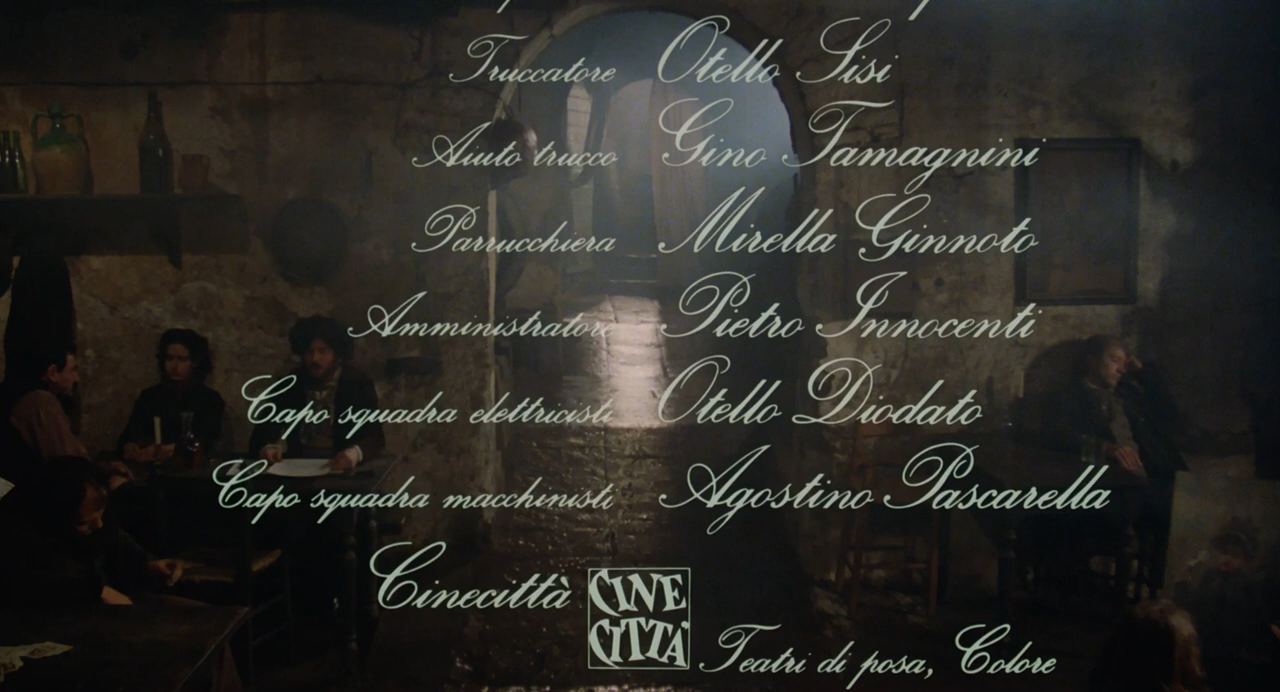 Truccatore Otello Sisi
Aiuto trucco Gino Tamagnini
Parrucchiera Mirella Ginnoto
Amministratore Pietro Innocenti
Capo squadra elettricisti Otello Diodato
Capo squadra macchinisti Agostino Pascarella
Cinecittà CINE CITTÀ Teatri di posa, Colore